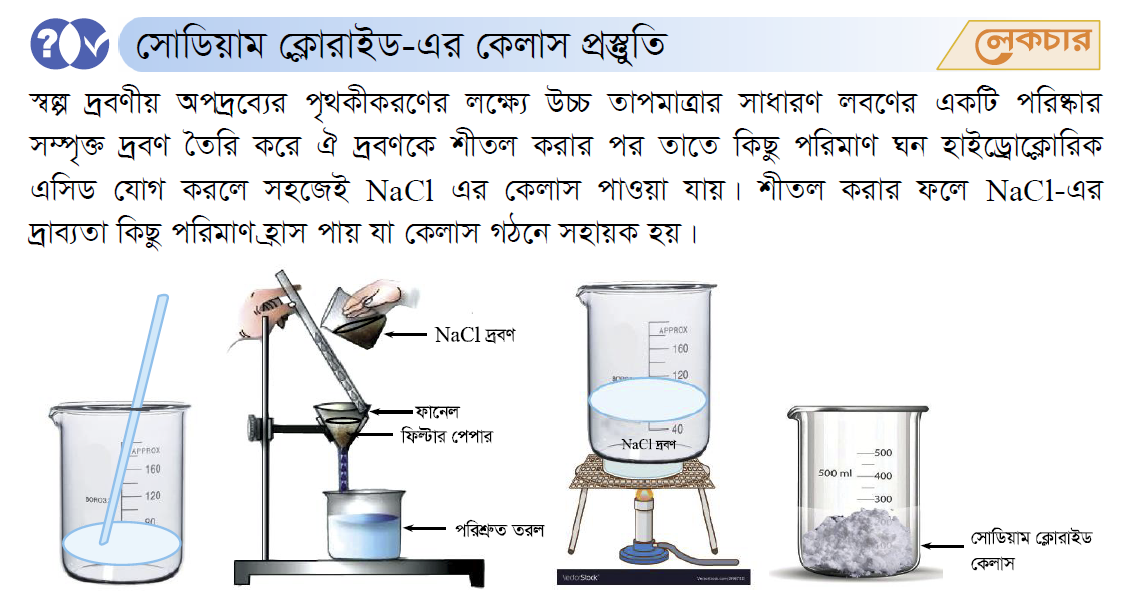 সোডিয়াম ক্লোরাইড-এর কেলাস প্রস্তুতি
লেকচার
স্বল্প দ্রবণীয় অপদ্রব্যের পৃথকীকরণের লক্ষ্যে উচ্চ তাপমাত্রার সাধারণ লবণের একটি পরিষ্কার
সম্পৃক্ত দ্রবণ তৈরি করে ঐ দ্রবণকে শীতল করার পর তাতে কিছু পরিমাণ ঘন হাইড্রোক্লোরিক
এসিড যোগ করলে সহজেই NaCl এর কেলাস পাওয়া যায়। শীতল করার ফলে NaCl-এর
দ্রাব্যতা কিছু পরিমাণ হ্রাস পায় যা কেলাস গঠনে সহায়ক হয়।
APPROX
160
120
80
NaCl দ্রবণ
ফানেল
ফিল্টার পেপার
পরিশ্রুত তরল
APPROX
160
120
40
NaCl দ্রবণ
VectorStock
500
500 ml
400
300
সোডিয়াম ক্লোরাইড
কেলাস